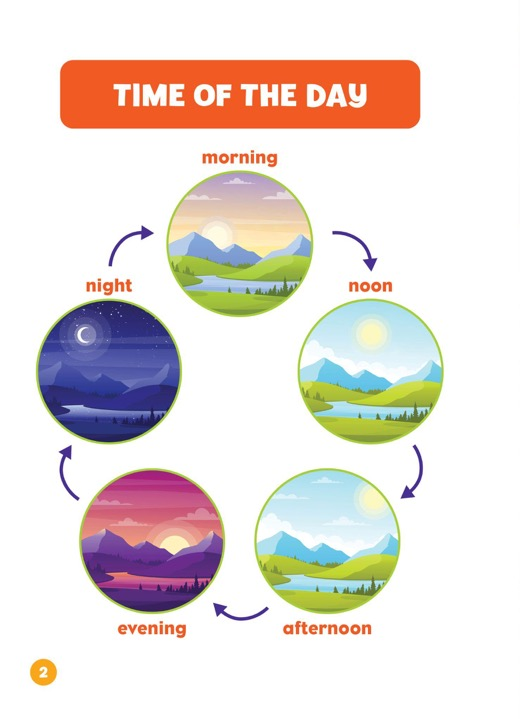 TIME OF THE DAY
morning
night
noon
evening
afternoon
2